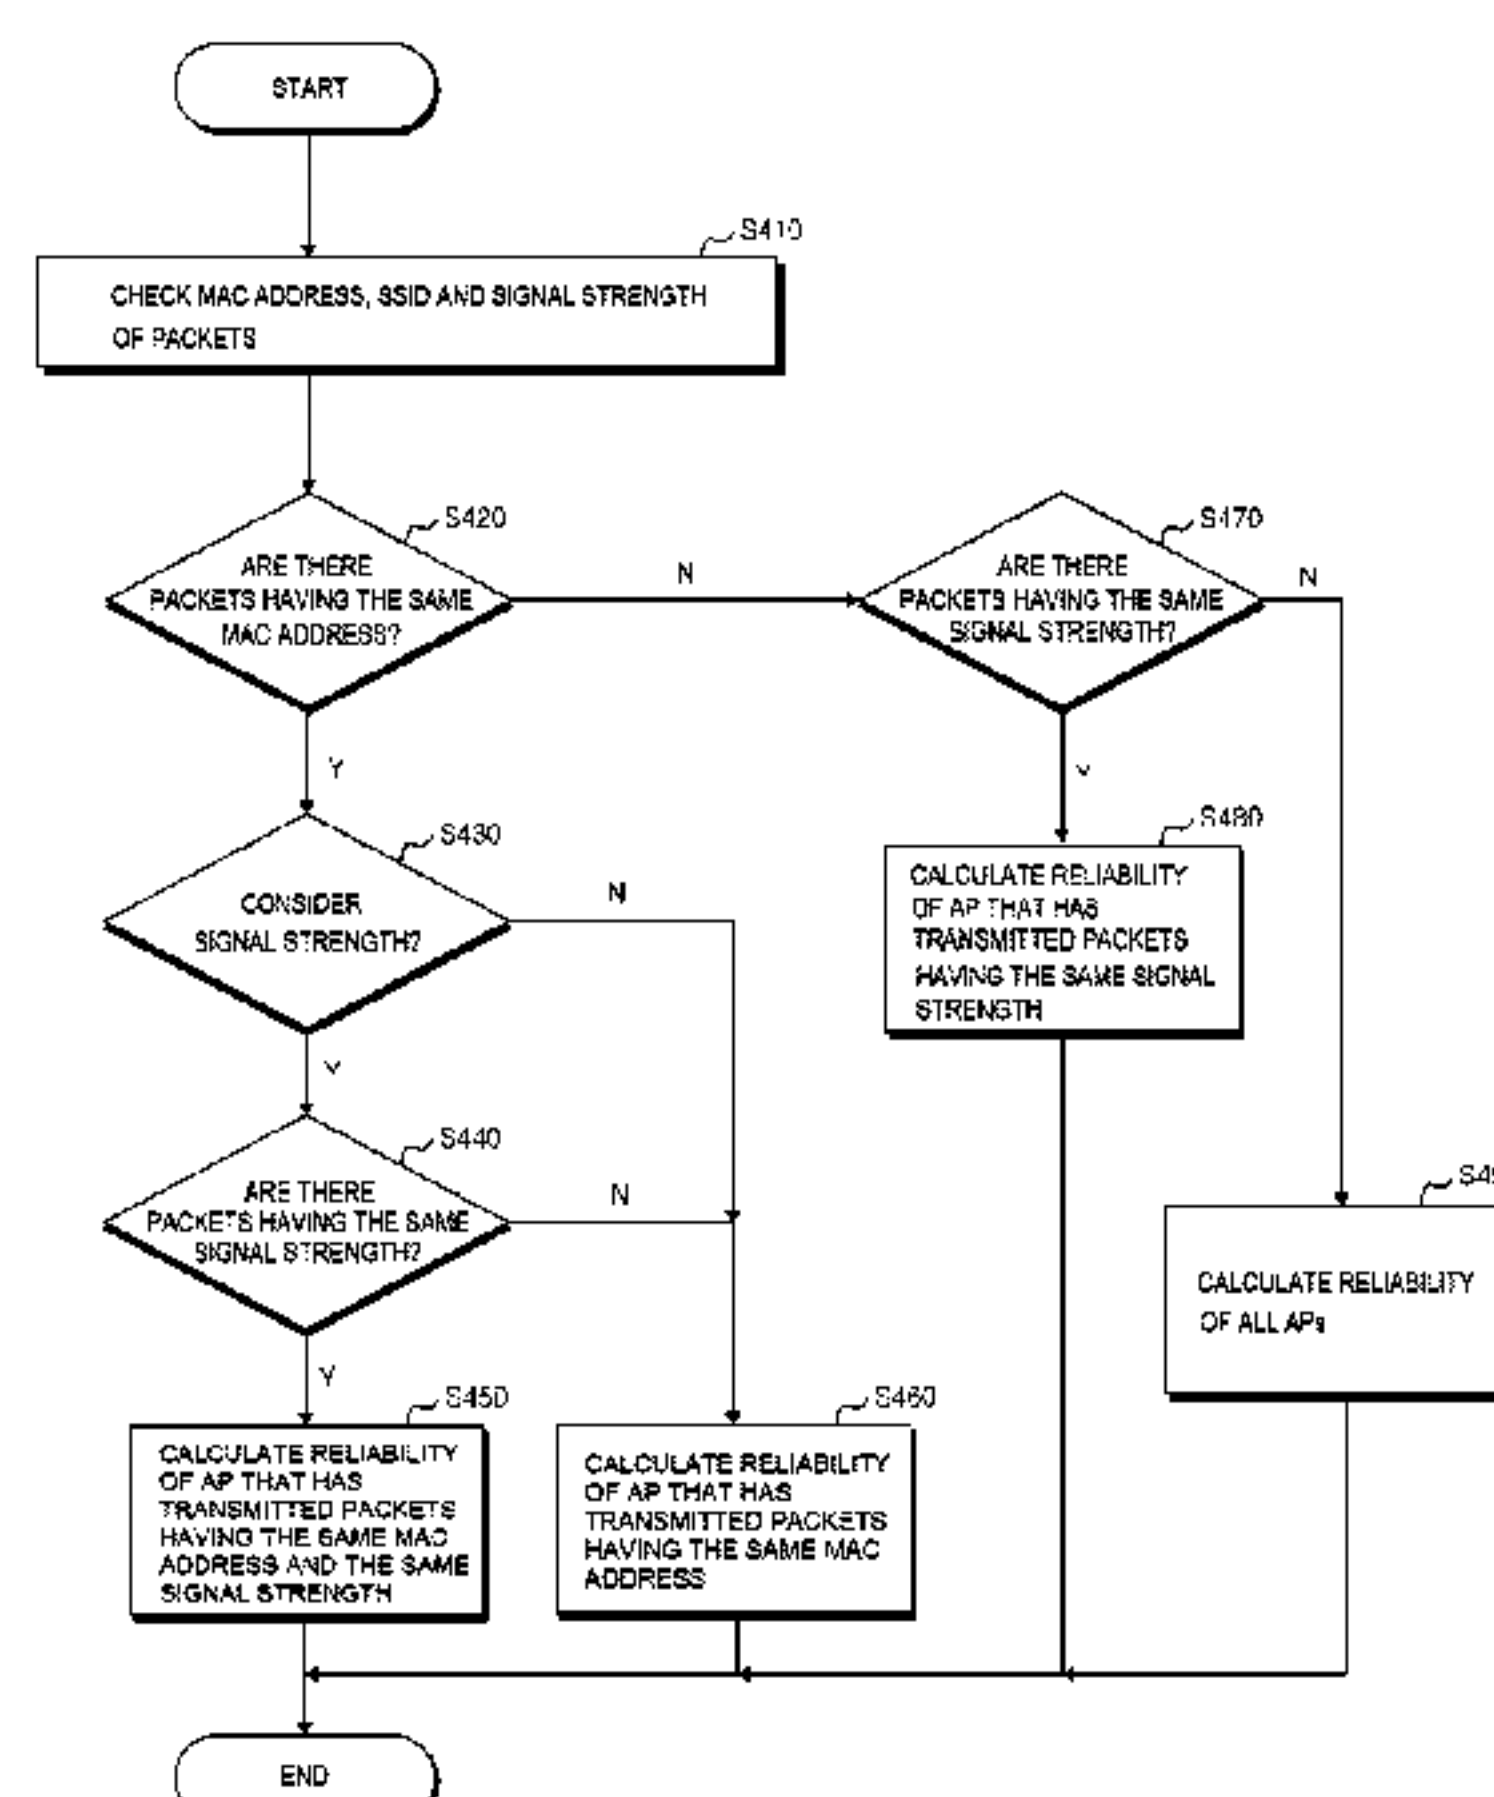 START
S410
CHECK MAC ADDRESS, SSID AND SIGNAL STRENGTH
OF PACKETS
S420
ARE THERE
PACKETS HAVING THE SAME
MAC ADDRESS?
N
S470
ARE THERE
PACKETS HAVING THE SAME
SIGNAL STRENGTH?
N
Y
Y
S430
CONSIDER
SIGNAL STRENGTH?
N
S480
CALCULATE RELIABILITY
OF AP THAT HAS
TRANSMITTED PACKETS
HAVING THE SAME SIGNAL
STRENGTH
Y
S440
ARE THERE
PACKETS HAVING THE SAME
SIGNAL STRENGTH?
N
CALCULATE RELIABILITY
OF ALL APs
Y
S450
CALCULATE RELIABILITY
OF AP THAT HAS
TRANSMITTED PACKETS
HAVING THE SAME MAC
ADDRESS AND THE SAME
SIGNAL STRENGTH
S460
CALCULATE RELIABILITY
OF AP THAT HAS
TRANSMITTED PACKETS
HAVING THE SAME MAC
ADDRESS
END